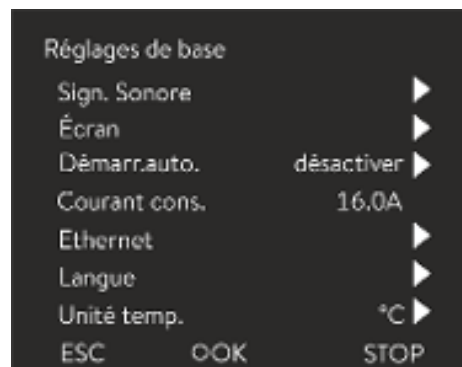 Réglages de base
Sign. Sonore
Écran
Démarr.auto. désactiver
Courant cons. 16.0A
Ethernet
Langue
Unité temp. °C
ESC OOK STOP